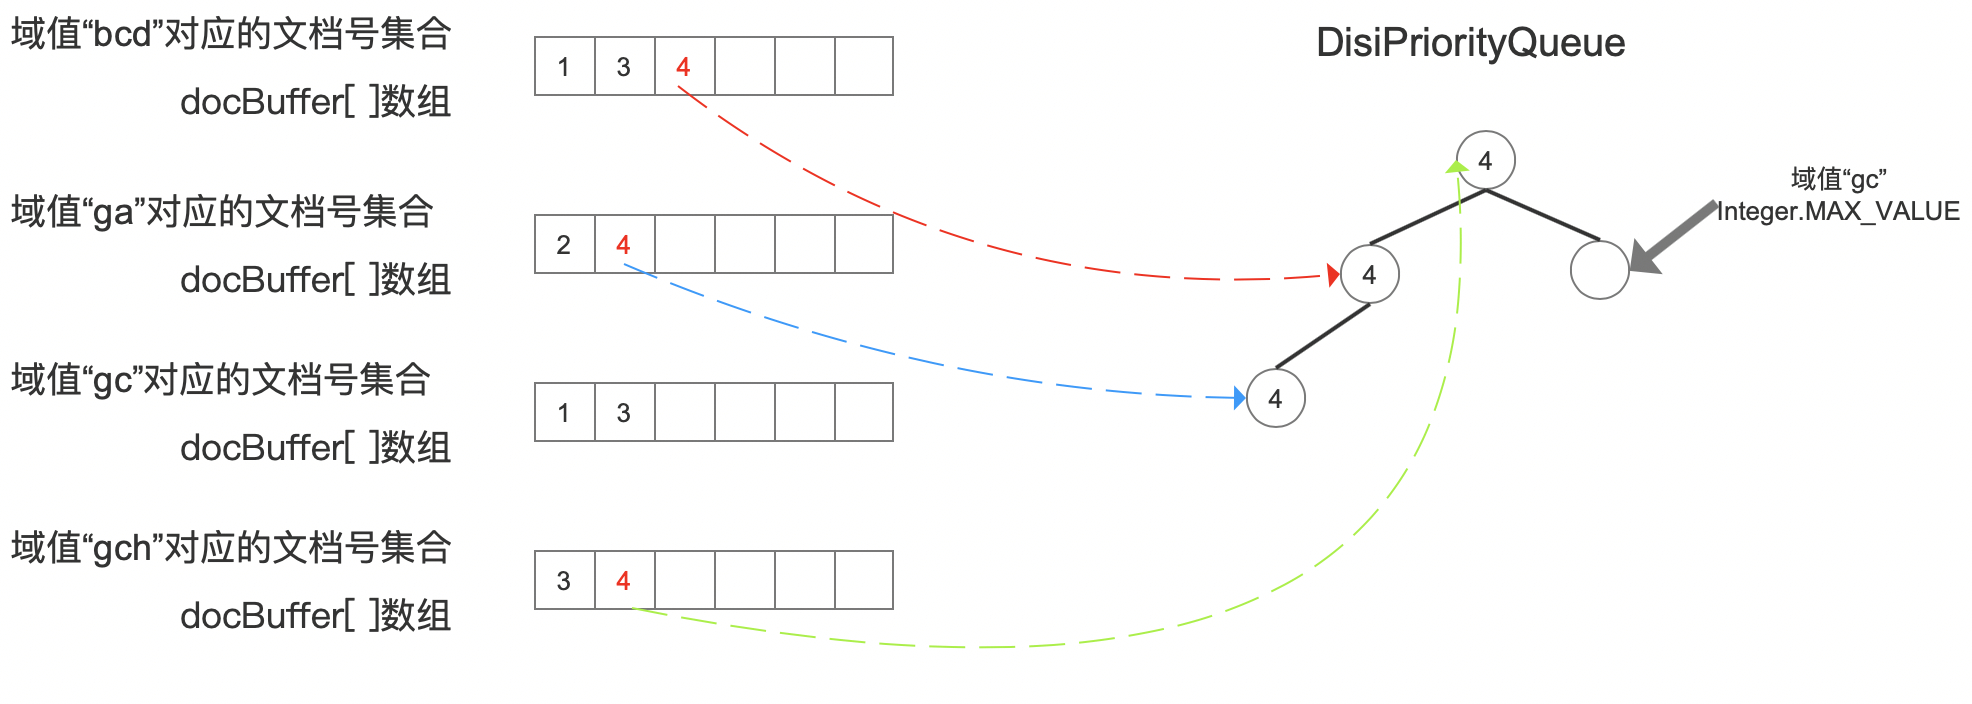 域值“bcd”对应的文档号集合
docBuffer[ ]数组
1 3 4
DisiPriorityQueue
域值“ga”对应的文档号集合
docBuffer[ ]数组
2 4
域值“gc”对应的文档号集合
docBuffer[ ]数组
1 3
域值“gch”对应的文档号集合
docBuffer[ ]数组
3 4
4
域值“gc”
Integer.MAX_VALUE
4
4